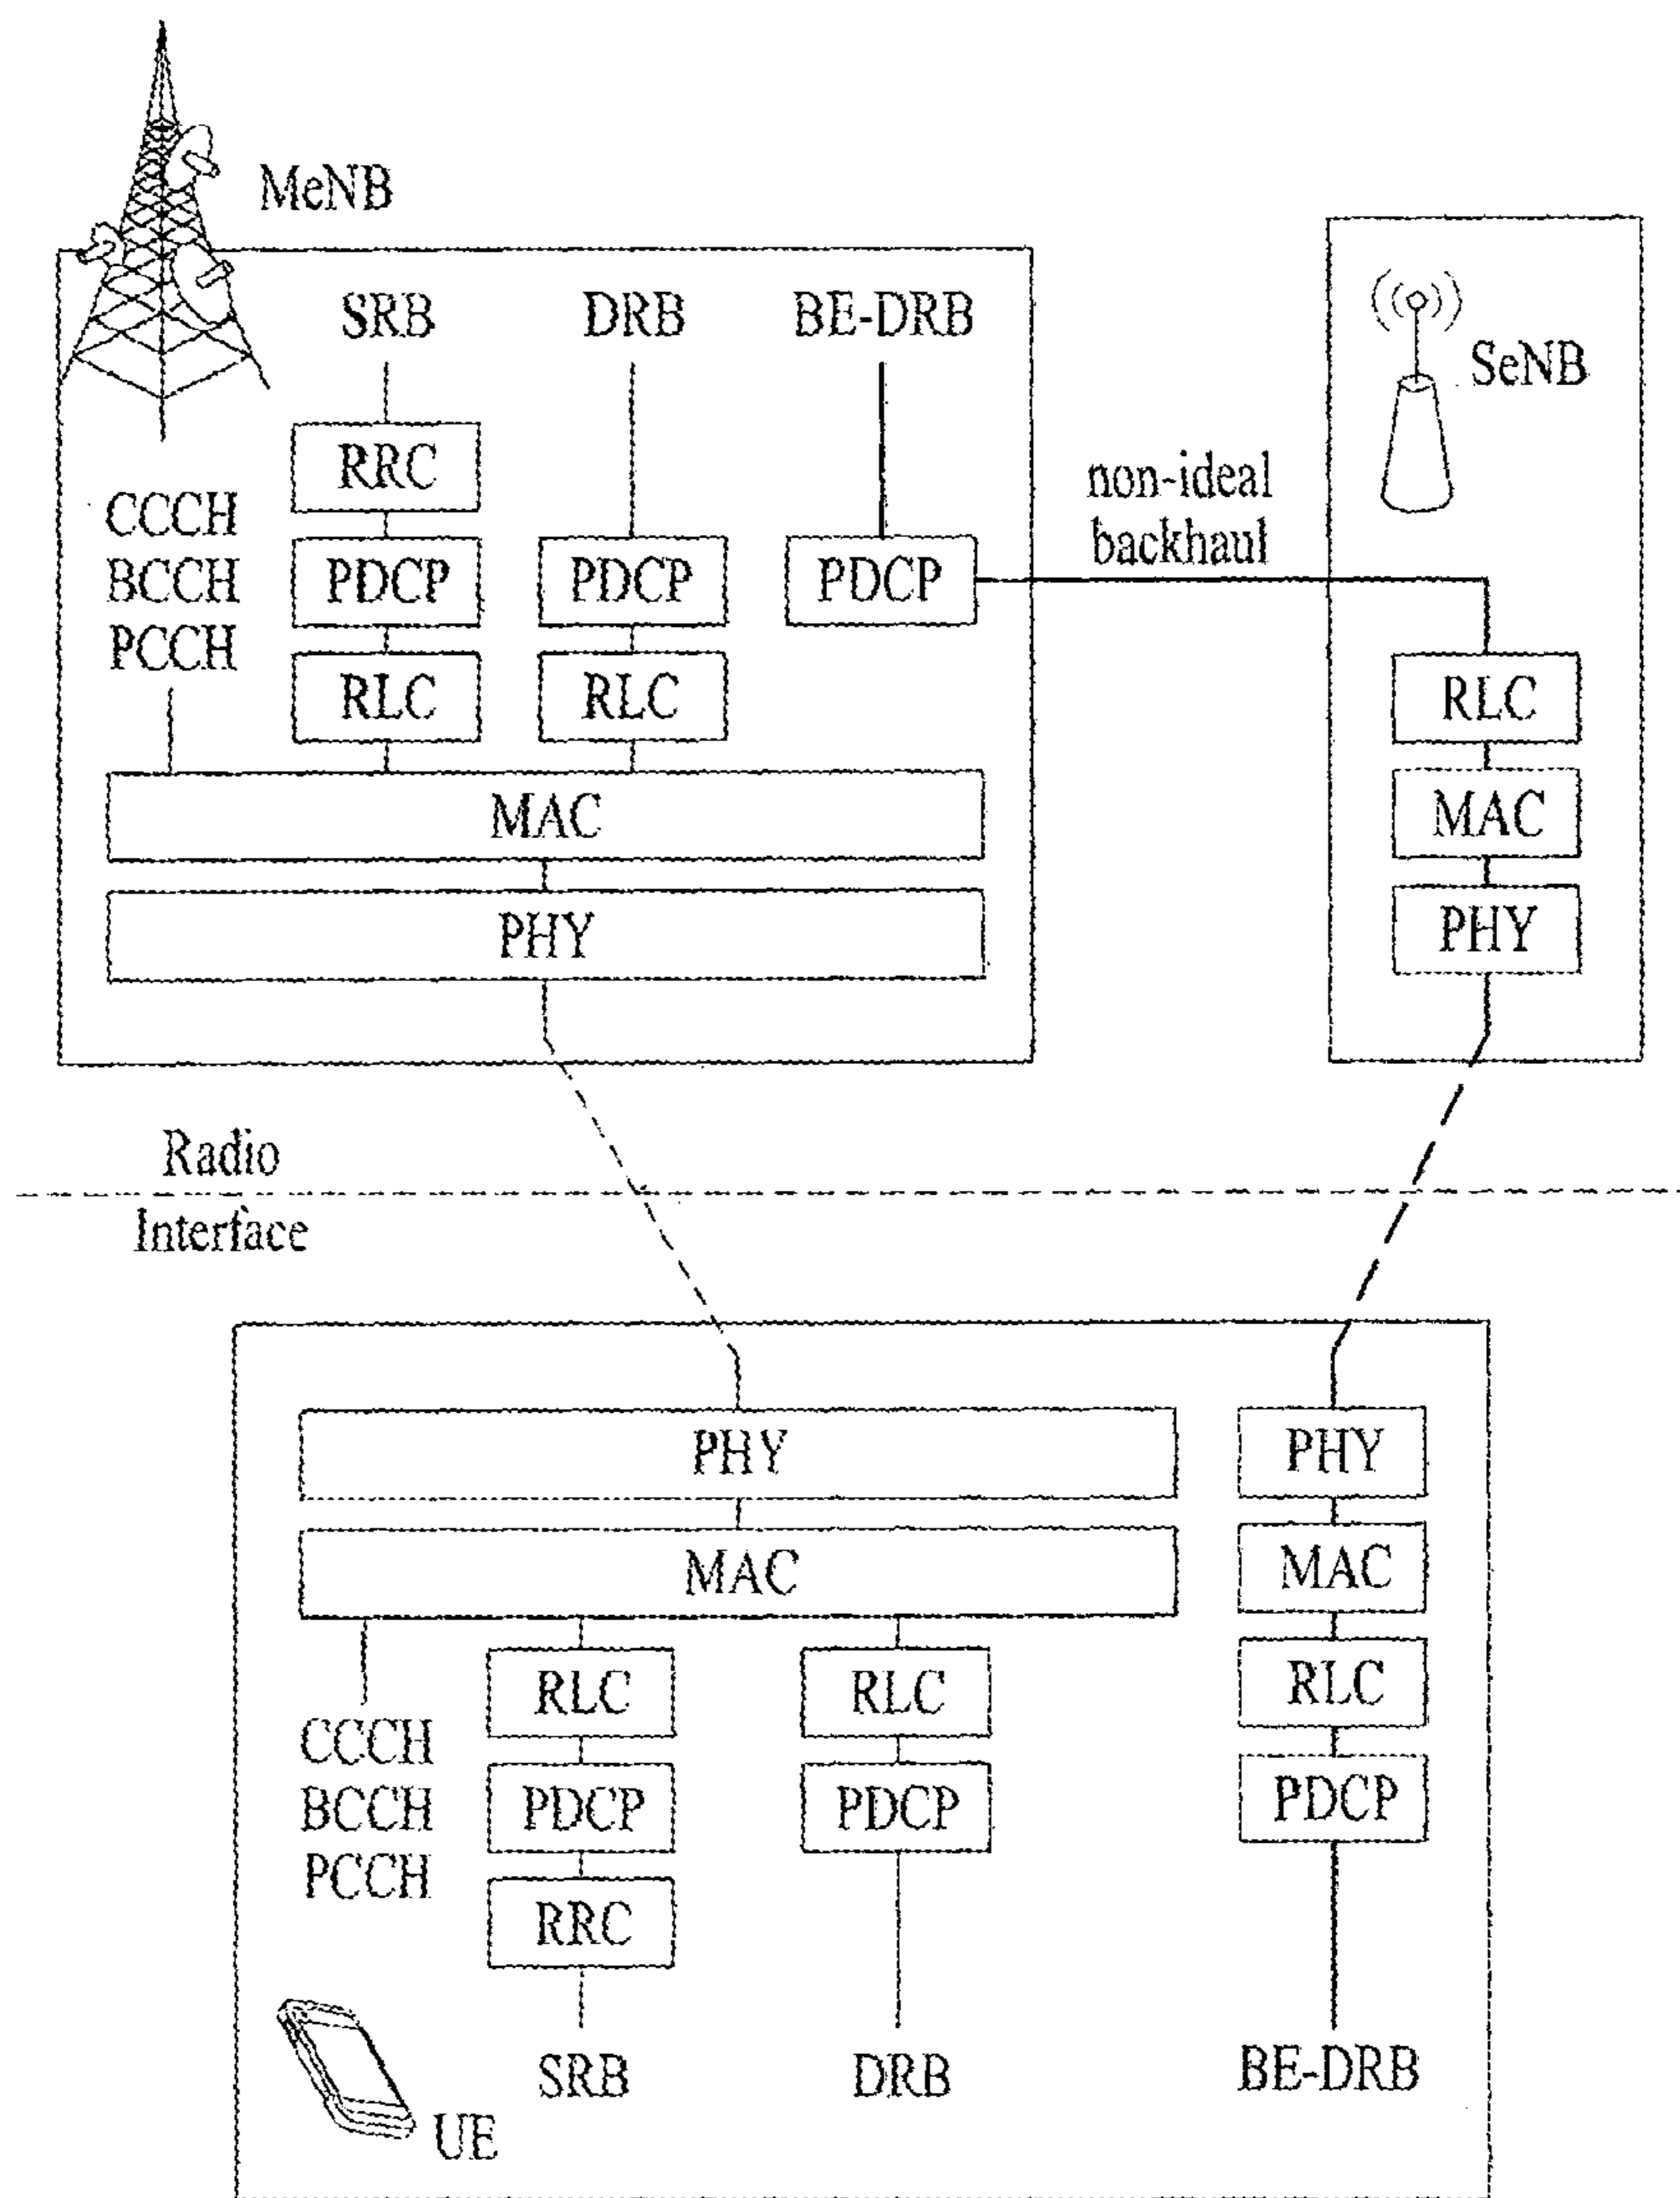 MeNB
SRB DRB BE-DRB
SeNB
RRC
non-ideal
backhaul
CCCH
BCCH
PCCH
PDCP PDCP PDCP
RLC RLC RLC
MAC MAC
PHY PHY
Radio
Interface
PHY PHY
MAC MAC
RLC RLC RLC
CCCH
BCCH
PCCH
PDCP PDCP PDCP
RRC
SRB DRB BE-DRB
UE